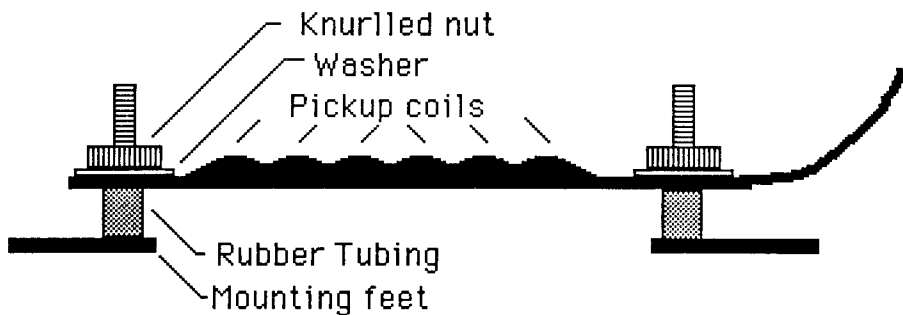 Knurlled nut
Washer
Pickup coils
Rubber Tubing
Mounting feet